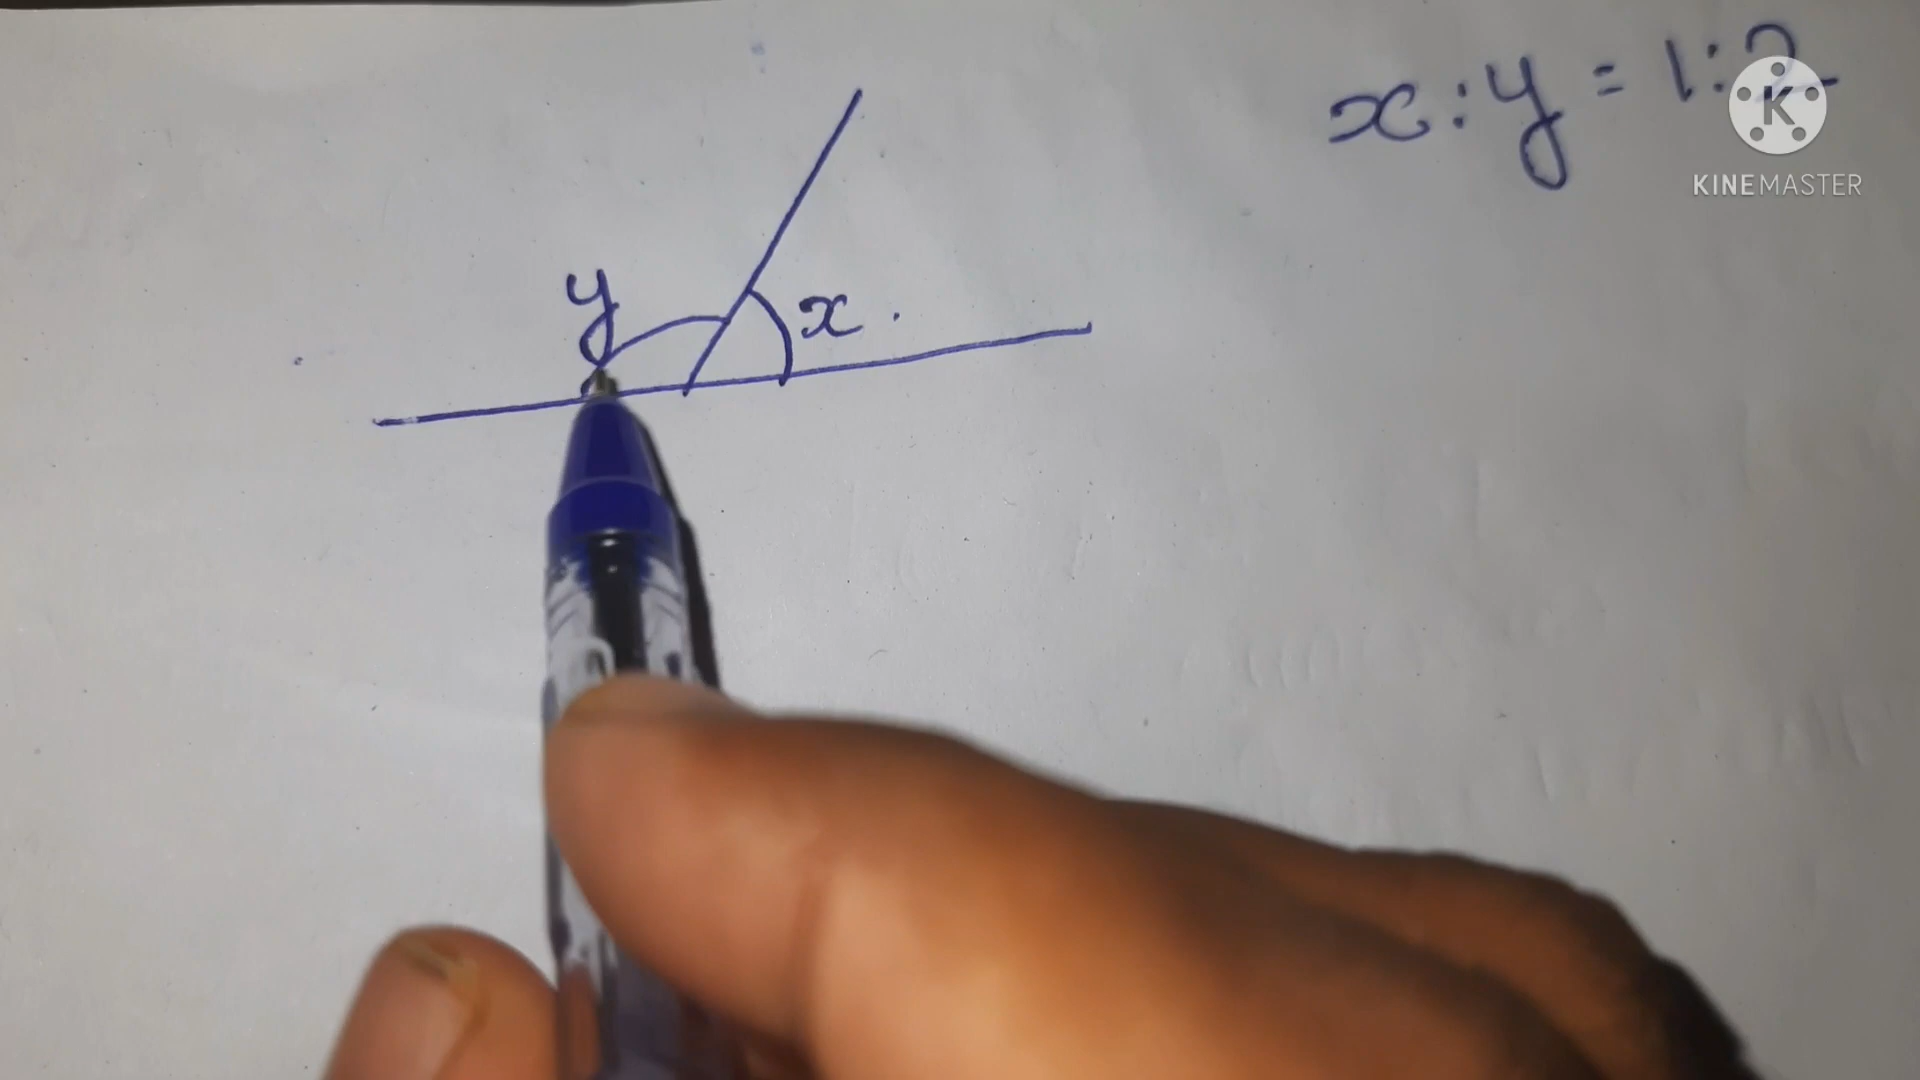 x : y = 1 : 2
KINEMASTER
y
x .